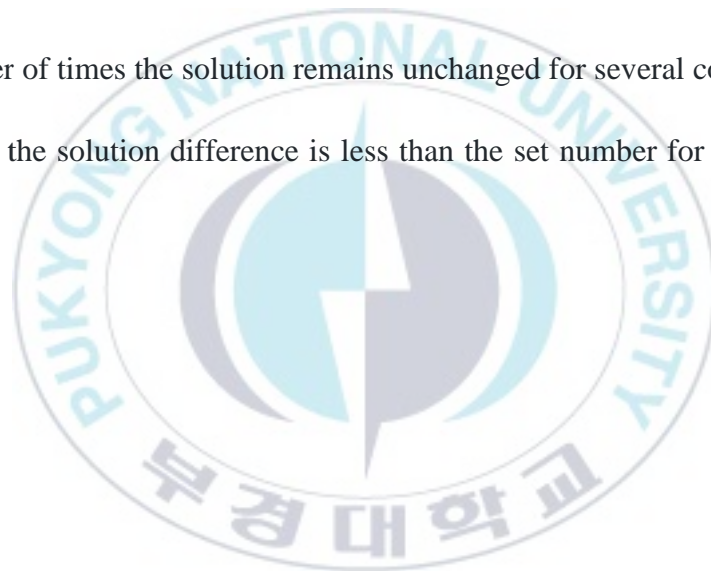 er of times the solution remains unchanged for several co
the solution difference is less than the set number for
PUKYONG NATIONAL UNIVERSITY
부경대학교